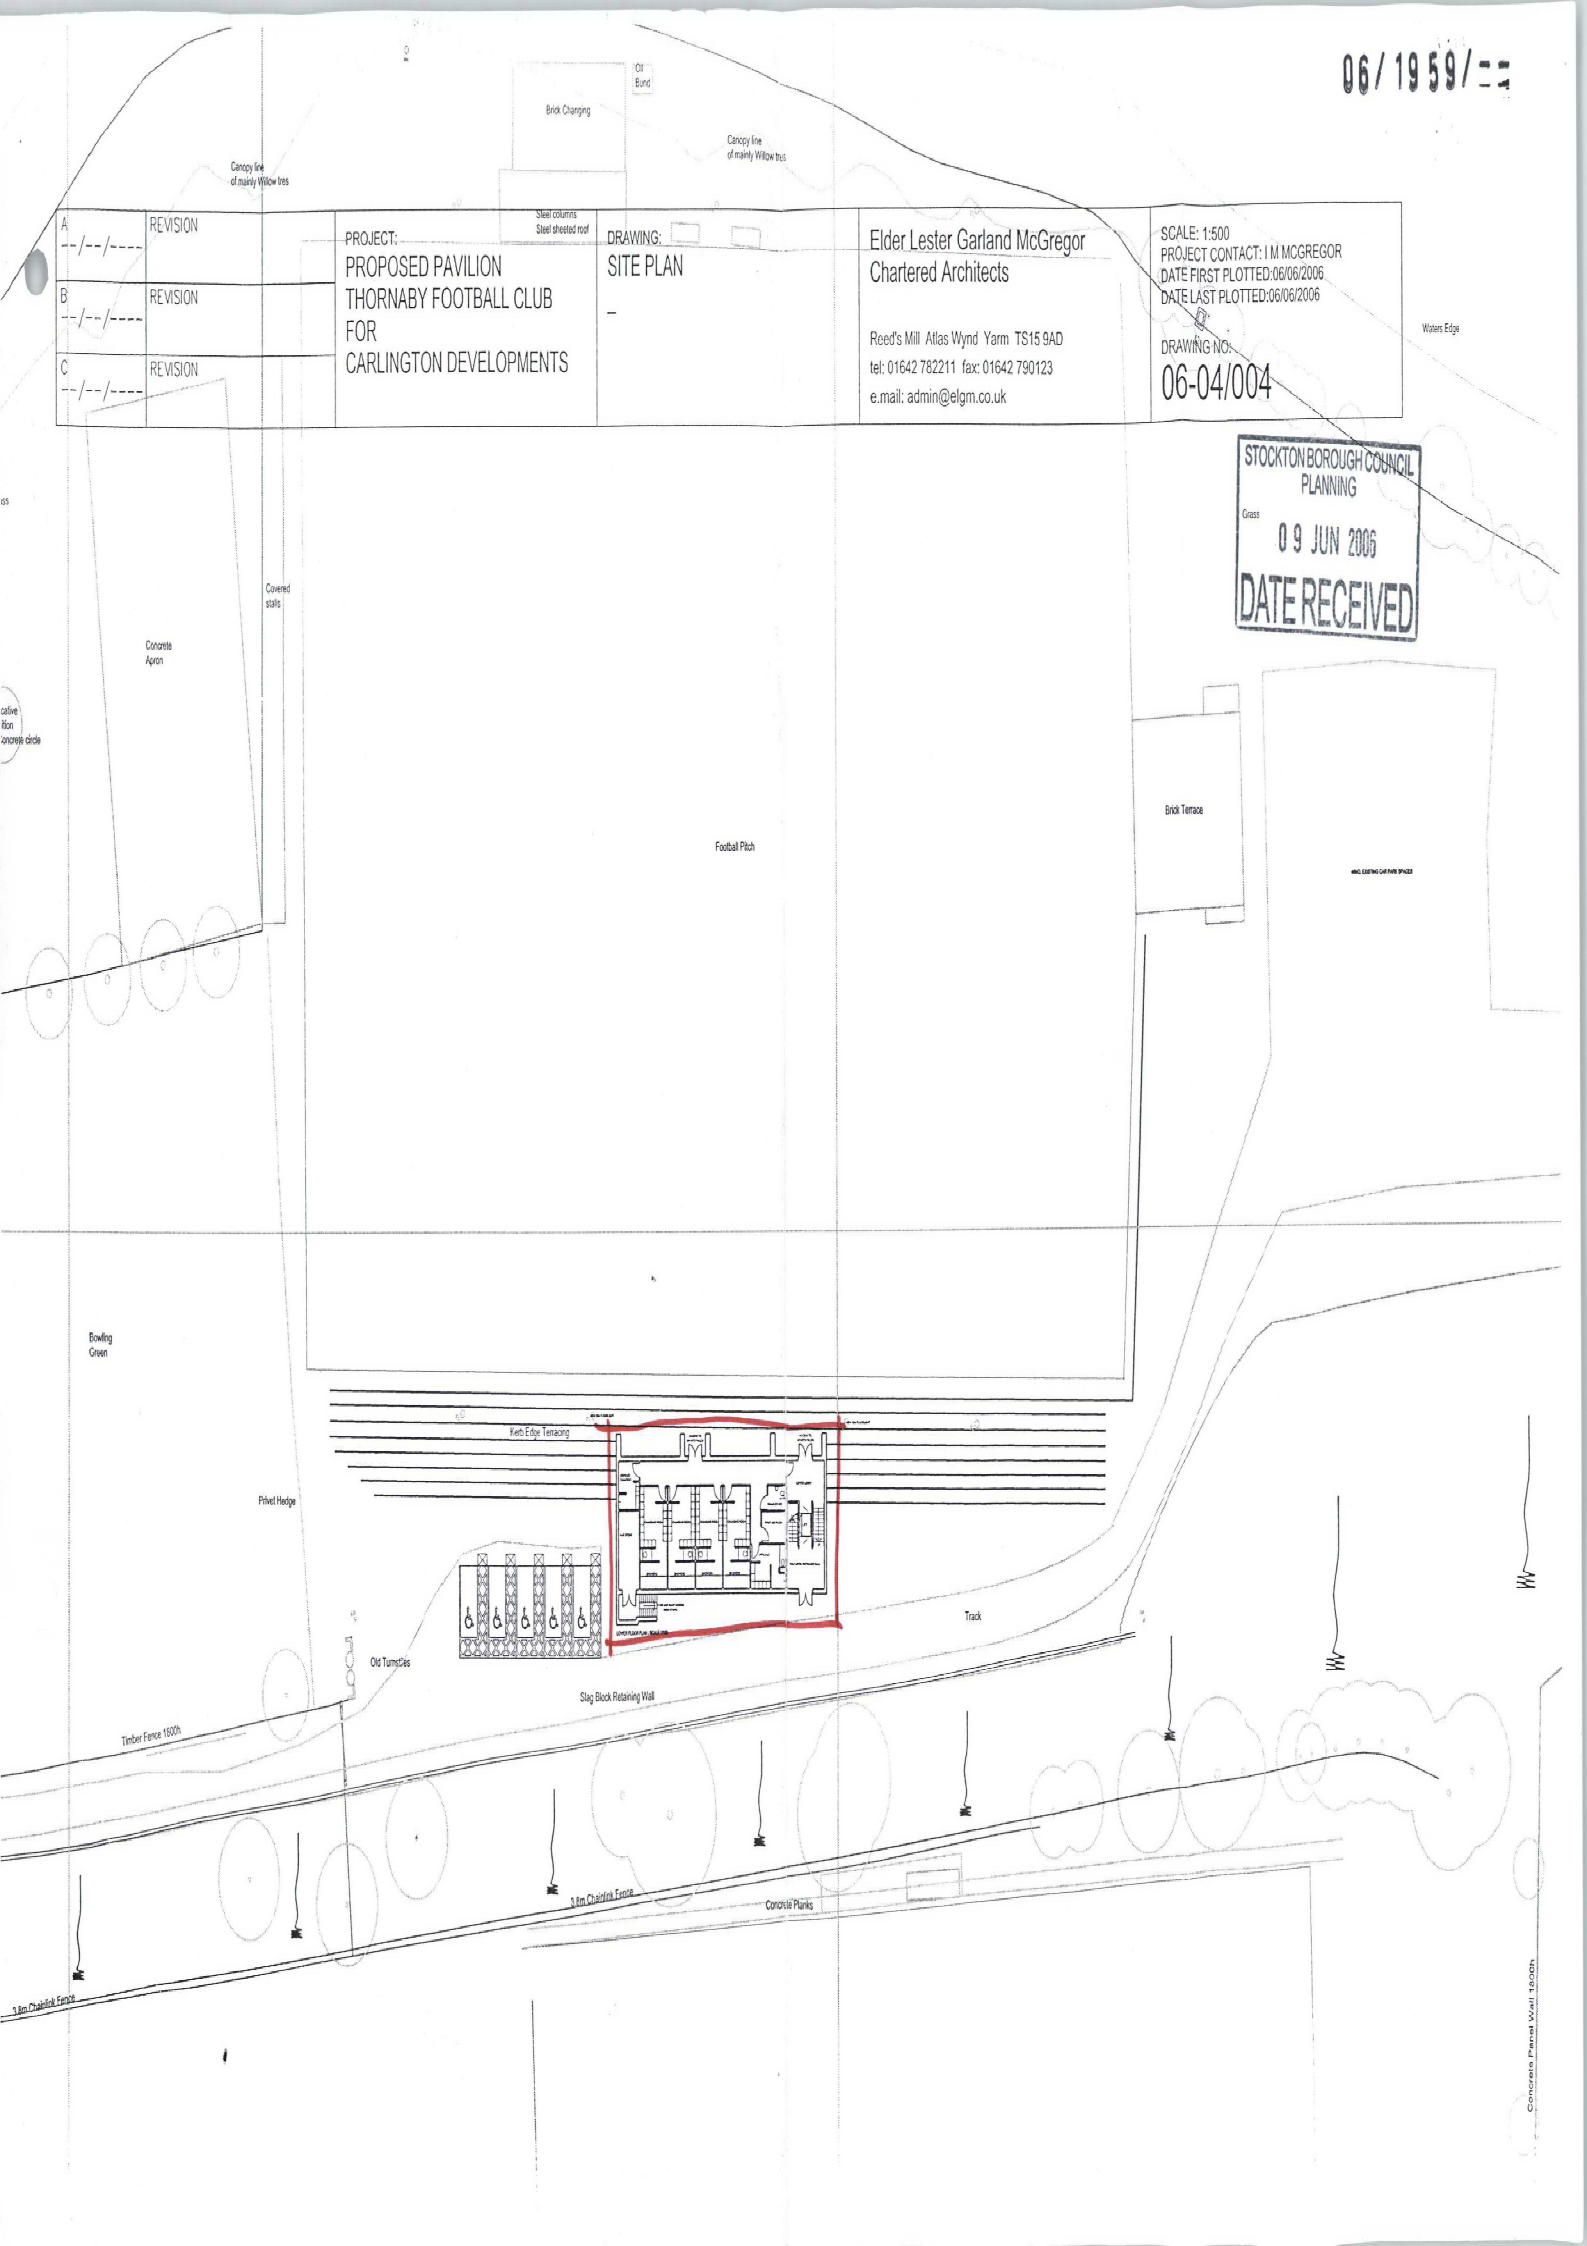 06/1959/
Oil
Bund
Brick Changing
Canopy line
of mainly Willow tres
Canopy line
of mainly Willow tres
Steel columns
Steel sheeted roof
A
--/--/----
REVISION
B
--/--/----
REVISION
C
--/--/----
REVISION
PROJECT:
PROPOSED PAVILION
THORNABY FOOTBALL CLUB
FOR
CARLINGTON DEVELOPMENTS
DRAWING:
SITE PLAN
–
Elder Lester Garland McGregor
Chartered Architects
Reed's Mill Atlas Wynd Yarm TS15 9AD
tel: 01642 782211 fax: 01642 790123
e.mail: admin@elgm.co.uk
SCALE: 1:500
PROJECT CONTACT: I M MCGREGOR
DATE FIRST PLOTTED:06/06/2006
DATE LAST PLOTTED:06/06/2006
DRAWING NO:
06-04/004
Waters Edge
STOCKTON BOROUGH COUNCIL
PLANNING
Grass
09 JUN 2006
DATE RECEIVED
Covered
stalls
Concrete
Apron
Football Pitch
Brick Terrace
EXISTING CAR PARK SPACES
Bowling
Green
Kerb Edge Terracing
Privet Hedge
LOWER FLOOR PLAN
Track
Old Turnstiles
Slag Block Retaining Wall
Timber Fence 1800h
3.8m Chainlink Fence
Concrete Planks
3.8m Chainlink Fence
Concrete Panel Wall 1800h